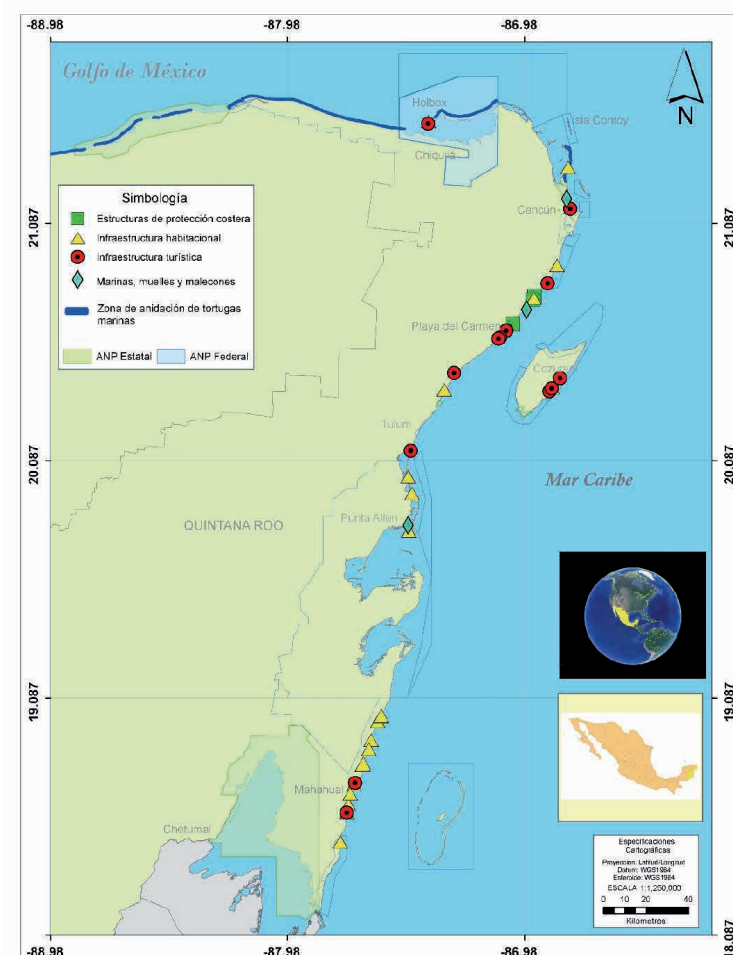 -88.98
-87.98
-86.98
Golfo de México
N
Holbox
Isla Contoy
Chiquilá
Simbología
Estructuras de protección costera
Infraestructura habitacional
Infraestructura turística
Marinas, muelles y malecones
Zona de anidación de tortugas
marinas
ANP Estatal
ANP Federal
Cancún
21.087
21.087
Playa del Carmen
Cozumel
Tulum
20.087
20.087
Mar Caribe
QUINTANA ROO
Punta Allen
19.087
19.087
Mahahual
Chetumal
Especificaciones
Cartográficas
Proyección: Latitud/Longitud
Datum: WGS1984
Esferoide: WGS1984
ESCALA 1:1,250,000
0 10 20 40
Kilometros
18.087
-88.98
-87.98
-86.98